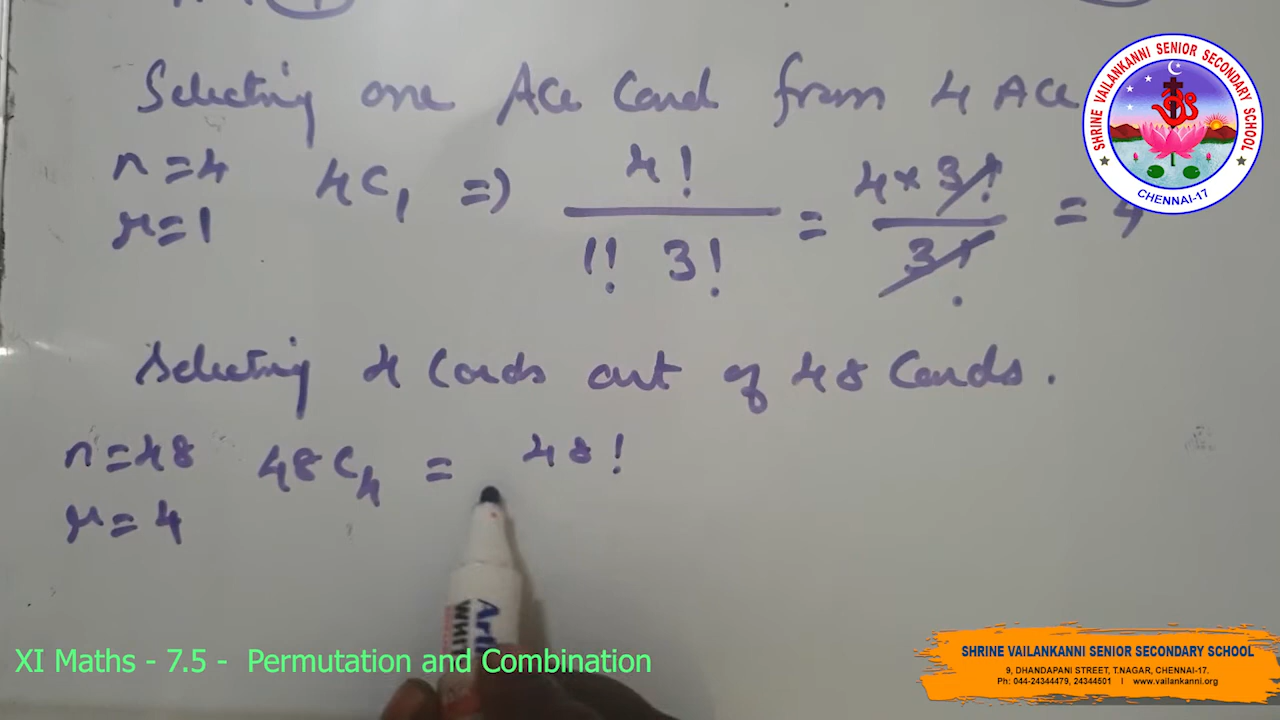 Selecting one Ace Card from 4 Ace
n=4 4C1 => 4! / 1! 3! = 4×3! / 3! = 4
r=1
Selecting 4 Cards out of 48 Cards.
n=48 48C4 = 48!
r=4
SHRINE VAILANKANNI SENIOR SECONDARY SCHOOL
CHENNAI-17
XI Maths - 7.5 - Permutation and Combination
SHRINE VAILANKANNI SENIOR SECONDARY SCHOOL
9, DHANDAPANI STREET, T.NAGAR, CHENNAI-17.
Ph: 044-24344479, 24344501 I www.vailankanni.org